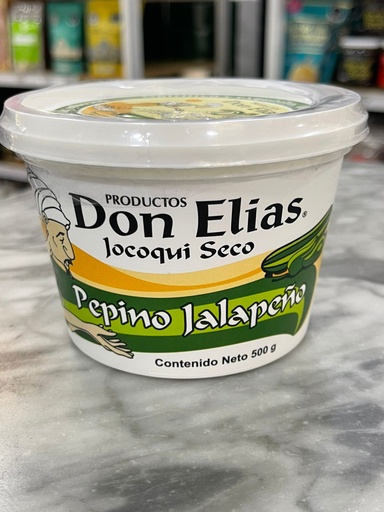 PRODUCTOS
Don Elias®
Jocoqui Seco
Pepino Jalapeño
Contenido Neto 500 g